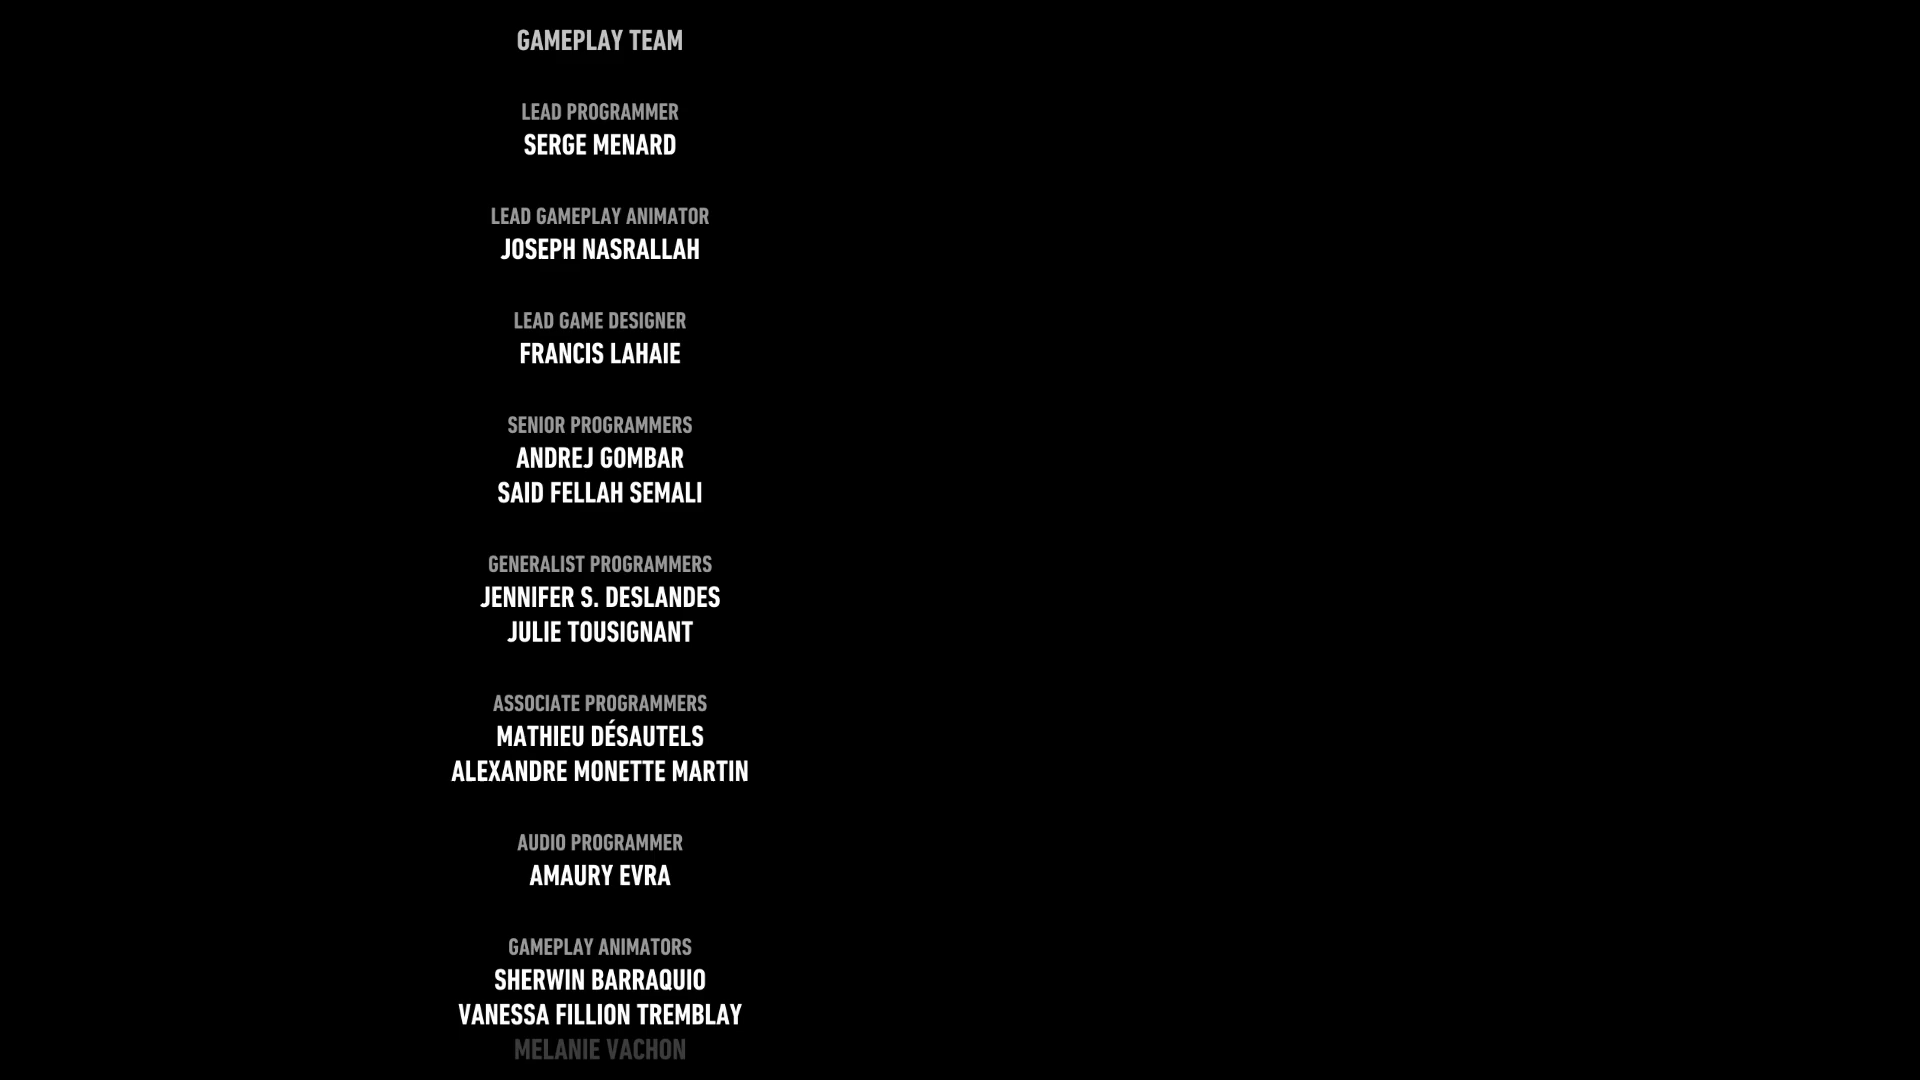 GAMEPLAY TEAM
LEAD PROGRAMMER
SERGE MENARD
LEAD GAMEPLAY ANIMATOR
JOSEPH NASRALLAH
LEAD GAME DESIGNER
FRANCIS LAHAIE
SENIOR PROGRAMMERS
ANDREJ GOMBAR
SAID FELLAH SEMALI
GENERALIST PROGRAMMERS
JENNIFER S. DESLANDES
JULIE TOUSIGNANT
ASSOCIATE PROGRAMMERS
MATHIEU DÉSAUTELS
ALEXANDRE MONETTE MARTIN
AUDIO PROGRAMMER
AMAURY EVRA
GAMEPLAY ANIMATORS
SHERWIN BARRAQUIO
VANESSA FILLION TREMBLAY
MELANIE VACHON